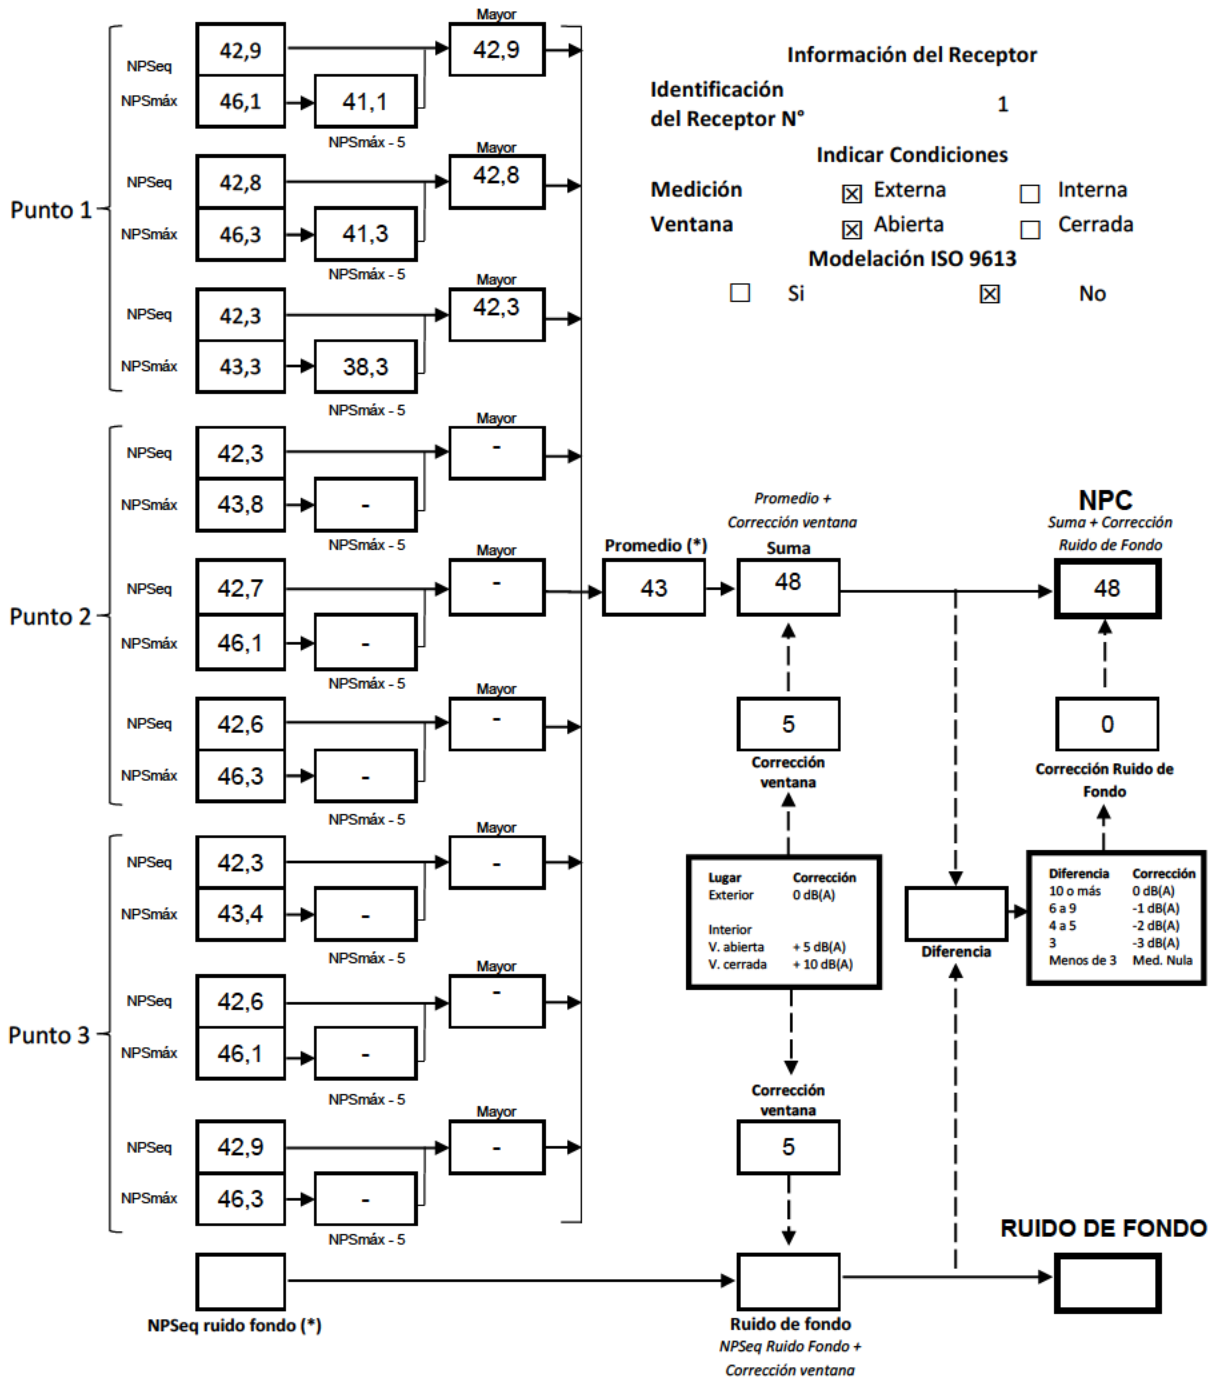 Información del Receptor
Identificación
del Receptor N°
1
Indicar Condiciones
Medición
☒ Externa
☐ Interna
Ventana
☒ Abierta
☐ Cerrada
Modelación ISO 9613
☐ Si
☒ No
Punto 1
NPSeq
42,9
Mayor
42,9
NPSmáx
46,1
41,1
NPSmáx - 5
NPSeq
42,8
Mayor
42,8
NPSmáx
46,3
41,3
NPSmáx - 5
NPSeq
42,3
Mayor
42,3
NPSmáx
43,3
38,3
NPSmáx - 5
Punto 2
NPSeq
42,3
Mayor
-
NPSmáx
43,8
-
NPSmáx - 5
NPSeq
42,7
Mayor
-
NPSmáx
46,1
-
NPSmáx - 5
NPSeq
42,6
Mayor
-
NPSmáx
46,3
-
NPSmáx - 5
Punto 3
NPSeq
42,3
Mayor
-
NPSmáx
43,4
-
NPSmáx - 5
NPSeq
42,6
Mayor
-
NPSmáx
46,1
-
NPSmáx - 5
NPSeq
42,9
Mayor
-
NPSmáx
46,3
-
NPSmáx - 5
NPSeq ruido fondo (*)
Promedio (*)
43
Promedio +
Corrección ventana
Suma
48
5
Corrección
ventana
Lugar Corrección
Exterior 0 dB(A)
Interior
V. abierta + 5 dB(A)
V. cerrada + 10 dB(A)
Corrección
ventana
5
Ruido de fondo
NPSeq Ruido Fondo +
Corrección ventana
NPC
Suma + Corrección
Ruido de Fondo
48
0
Corrección Ruido de
Fondo
Diferencia
Diferencia Corrección
10 o más 0 dB(A)
6 a 9 -1 dB(A)
4 a 5 -2 dB(A)
3 -3 dB(A)
Menos de 3 Med. Nula
RUIDO DE FONDO